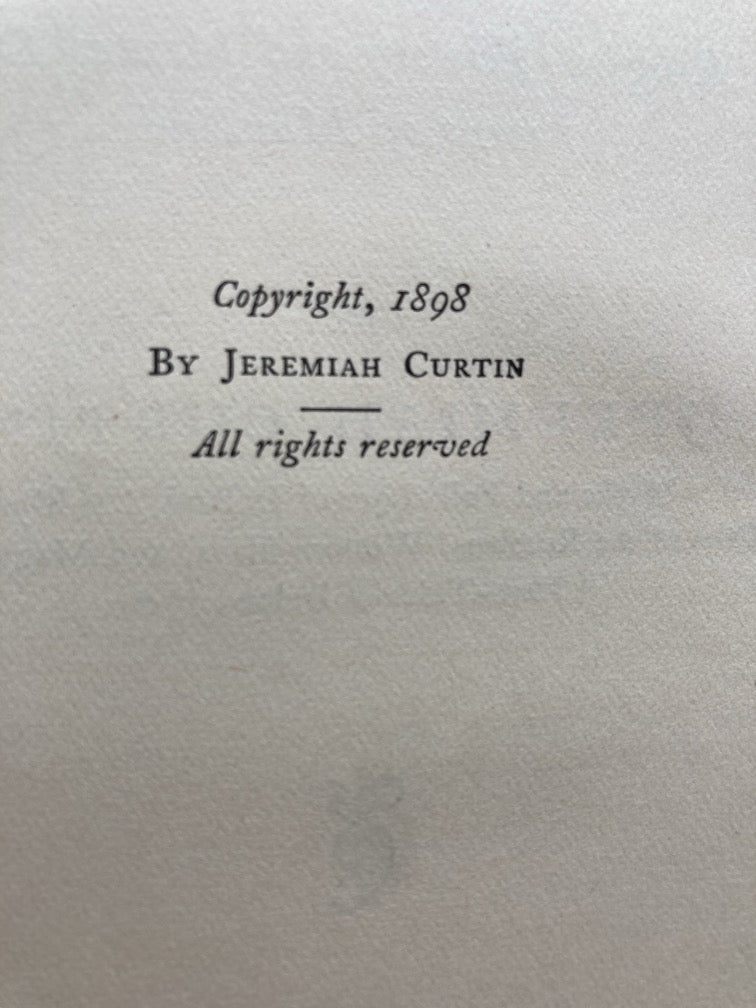 Copyright, 1898
By Jeremiah Curtin
All rights reserved